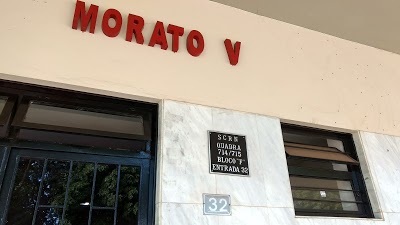 MORATO V
SCRN
QUADRA
714/715
BLOCO "F"
ENTRADA 32
32